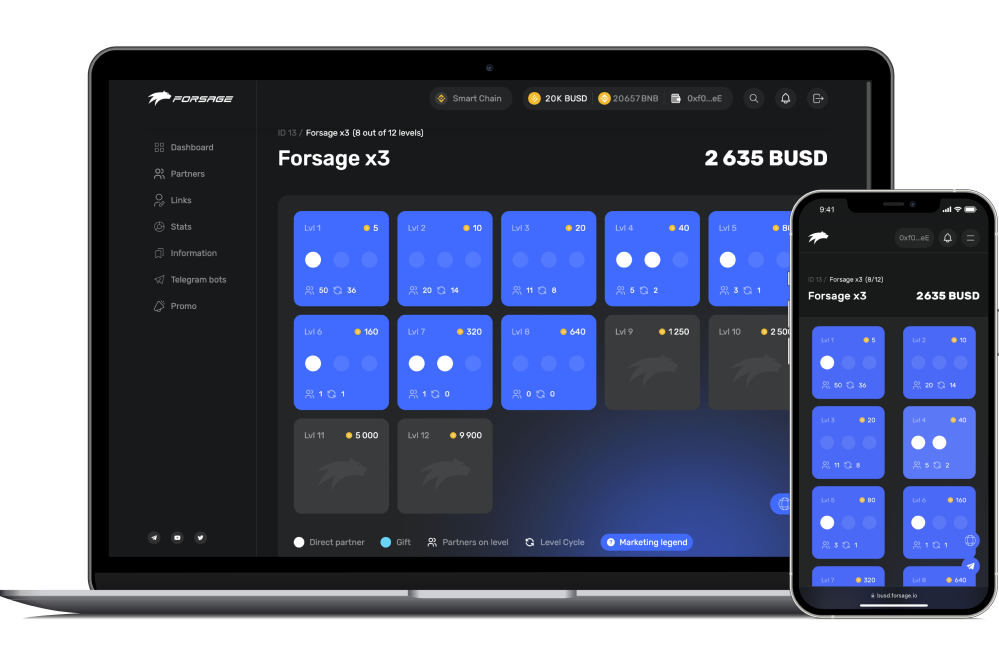 FORSAGE
Smart Chain
20K BUSD
20657BNB
0xf0...eE
Dashboard
Partners
Links
Stats
Information
Telegram bots
Promo
ID 13 / Forsage x3 (8 out of 12 levels)
Forsage x3
2 635 BUSD
Lvl 1 5
50 36
Lvl 2 10
20 14
Lvl 3 20
11 8
Lvl 4 40
5 2
Lvl 5 80
3 1
Lvl 6 160
1 1
Lvl 7 320
1 0
Lvl 8 640
0 0
Lvl 9 1 250
Lvl 10 2 50
Lvl 11 5 000
Lvl 12 9 900
Direct partner
Gift
Partners on level
Level Cycle
? Marketing legend
9:41
0xf0...eE
ID 13 / Forsage x3 (8/12)
Forsage x3
2635 BUSD
Lvl 1 5
50 36
Lvl 2 10
20 14
Lvl 3 20
11 8
Lvl 4 40
5 2
Lvl 5 80
3 1
Lvl 6 160
1 1
Lvl 7 320
Lvl 8 640
busd.forsage.io